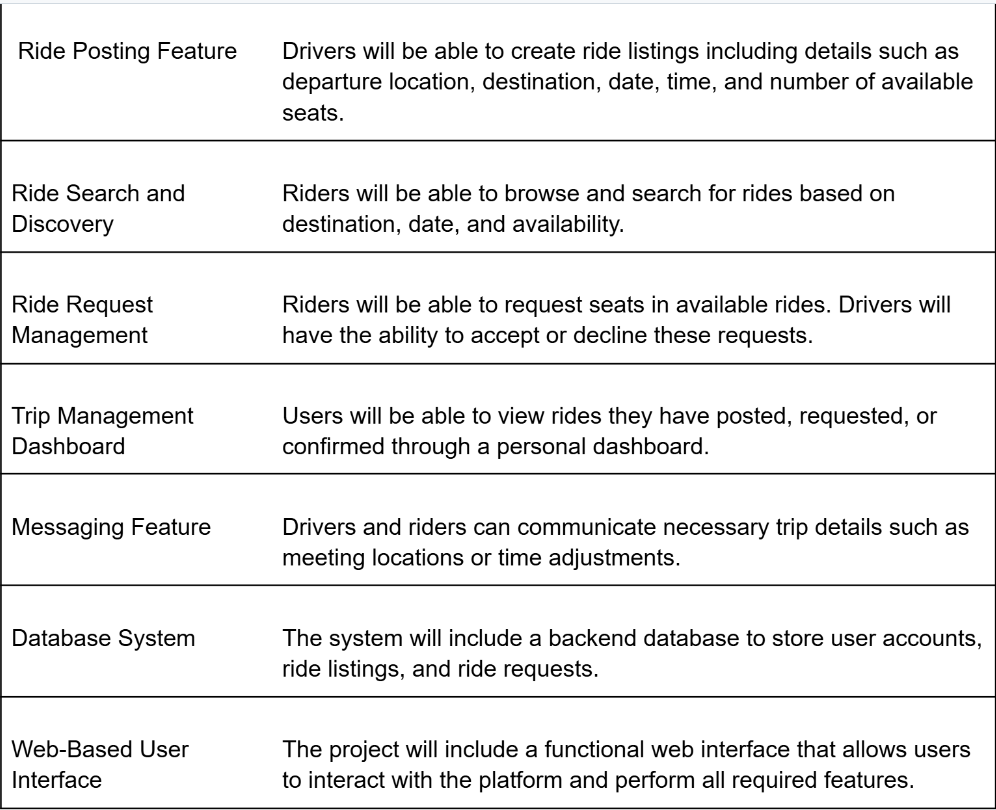 Ride Posting Feature
Drivers will be able to create ride listings including details such as
departure location, destination, date, time, and number of available
seats.
Ride Search and
Discovery
Riders will be able to browse and search for rides based on
destination, date, and availability.
Ride Request
Management
Riders will be able to request seats in available rides. Drivers will
have the ability to accept or decline these requests.
Trip Management
Dashboard
Users will be able to view rides they have posted, requested, or
confirmed through a personal dashboard.
Messaging Feature
Drivers and riders can communicate necessary trip details such as
meeting locations or time adjustments.
Database System
The system will include a backend database to store user accounts,
ride listings, and ride requests.
Web-Based User
Interface
The project will include a functional web interface that allows users
to interact with the platform and perform all required features.